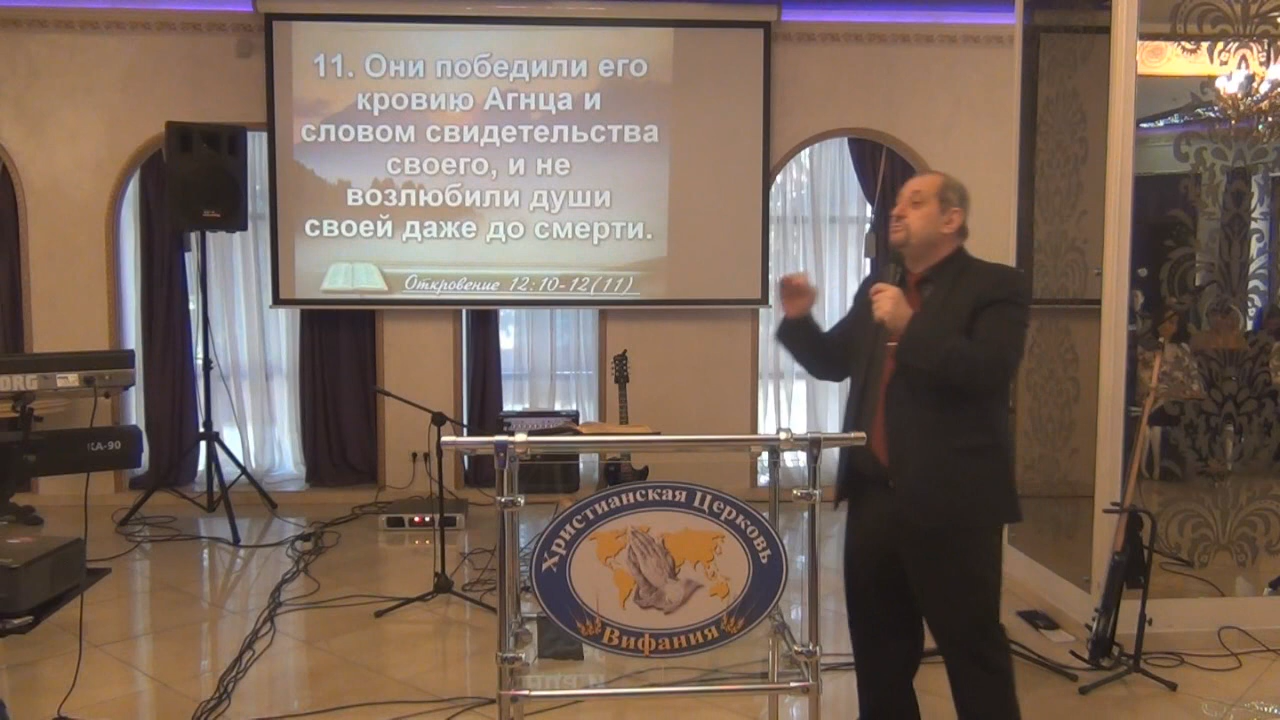 11. Они победили его
кровию Агнца и
словом свидетельства
своего, и не
возлюбили души
своей даже до смерти.
Откровение 12:10-12(11)
KORG
KA-90
Христианская Церковь
Вифания